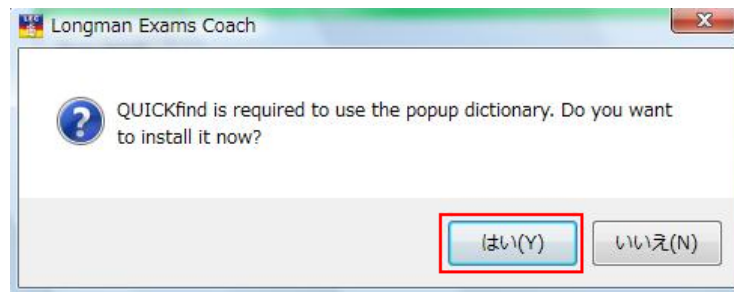 Longman Exams Coach
QUICKfind is required to use the popup dictionary. Do you want
to install it now?
はい(Y)
いいえ(N)